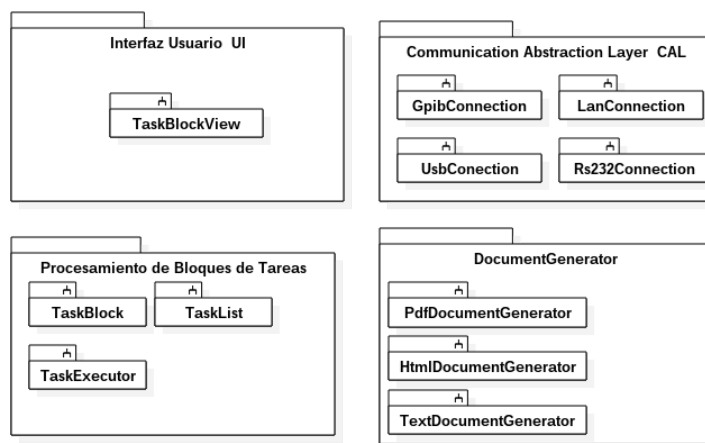 Interfaz Usuario UI
TaskBlockView
Communication Abstraction Layer CAL
GpibConnection
LanConnection
UsbConection
Rs232Connection
Procesamiento de Bloques de Tareas
TaskBlock
TaskList
TaskExecutor
DocumentGenerator
PdfDocumentGenerator
HtmlDocumentGenerator
TextDocumentGenerator